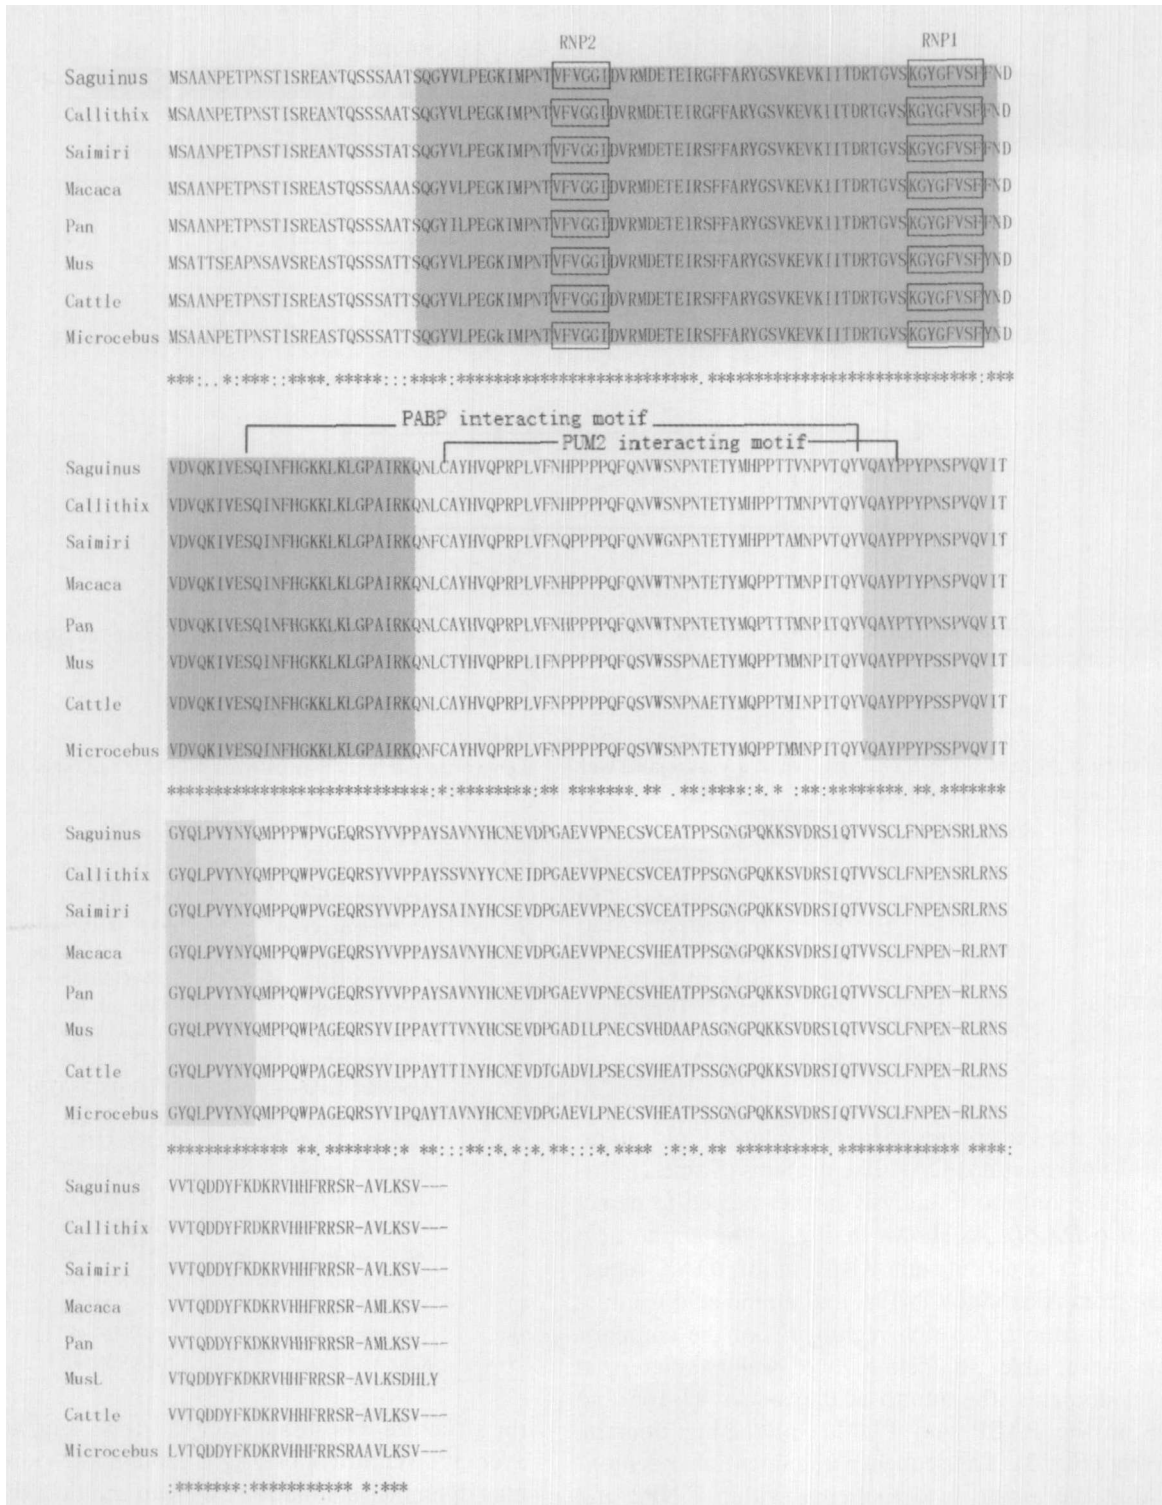 RNP2 RNP1
Saguinus MSAANPETPNSTISREANTQSSSAATSQGYVLPEGKIMPNTVFVGGIDVRMDETEIRGFFARYGSVKEVKIITDRTGVSKGYGFVSFFND
Callithix MSAANPETPNSTISREANTQSSSAATSQGYVLPEGKIMPNTVFVGGIDVRMDETEIRGFFARYGSVKEVKIITDRTGVSKGYGFVSFFND
Saimiri MSAANPETPNSTISREANTQSSSTATSQGYVLPEGKIMPNTVFVGGIDVRMDETEIRSFFARYGSVKEVKIITDRTGVSKGYGFVSFFND
Macaca MSAANPETPNSTISREASTQSSSAAASQGYVLPEGKIMPNTVFVGGIDVRMDETEIRSFFARYGSVKEVKIITDRTGVSKGYGFVSFFND
Pan MSAANPETPNSTISREASTQSSSAATSQGYILPEGKIMPNTVFVGGIDVRMDETEIRSFFARYGSVKEVKIITDRTGVSKGYGFVSFFND
Mus MSATTSEAPNSAVSREASTQSSSATTSQGYVLPEGKIMPNTVFVGGIDVRMDETEIRSFFARYGSVKEVKIITDRTGVSKGYGFVSFYND
Cattle MSAANPETPNSTISREASTQSSSATTSQGYVLPEGKIMPNTVFVGGIDVRMDETEIRSFFARYGSVKEVKIITDRTGVSKGYGFVSFYND
Microcebus MSAANPETPNSTISREASTQSSSATTSQGYVLPEGkIMPNTVFVGGIDVRMDETEIRSFFARYGSVKEVKIITDRTGVSKGYGFVSFYND
***:..*:***::****.*****:::****:**************************.*****************************:***
PABP interacting motif
PUM2 interacting motif
Saguinus VDVQKIVESQINFHGKKLKLGPAIRKQNLCAYHVQPRPLVFNHPPPPQFQNVWSNPNTETYMHPPTTVNPVTQYVQAYPPYPNSPVQVIT
Callithix VDVQKIVESQINFHGKKLKLGPAIRKQNLCAYHVQPRPLVFNHPPPPQFQNVWSNPNTETYMHPPTTMNPVTQYVQAYPPYPNSPVQVIT
Saimiri VDVQKIVESQINFHGKKLKLGPAIRKQNFCAYHVQPRPLVFNQPPPPQFQNVWGNPNTETYMHPPTAMNPVTQYVQAYPPYPNSPVQVIT
Macaca VDVQKIVESQINFHGKKLKLGPAIRKQNLCAYHVQPRPLVFNHPPPPQFQNVWTNPNTETYMQPPTTMNPITQYVQAYPTYPNSPVQVIT
Pan VDVQKIVESQINFHGKKLKLGPAIRKQNLCAYHVQPRPLVFNHPPPPQFQNVWTNPNTETYMQPTTTMNPITQYVQAYPTYPNSPVQVIT
Mus VDVQKIVESQINFHGKKLKLGPAIRKQNLCTYHVQPRPLIFNPPPPPQFQSVWSSPNAETYMQPPTMMNPITQYVQAYPPYPSSPVQVIT
Cattle VDVQKIVESQINFHGKKLKLGPAIRKQNLCAYHVQPRPLVFNPPPPPQFQSVWSNPNAETYMQPPTMINPITQYVQAYPPYPSSPVQVIT
Microcebus VDVQKIVESQINFHGKKLKLGPAIRKQNFCAYHVQPRPLVFNPPPPPQFQSVWSNPNTETYMQPPTMMNPITQYVQAYPPYPSSPVQVIT
****************************:*:********:** *******.** .**:****:*.* :**:********.**.*******
Saguinus GYQLPVYNYQMPPPWPVGEQRSYVVPPAYSAVNYHCNEVDPGAEVVPNECSVCEATPPSGNGPQKKSVDRSIQTVVSCLFNPENSRLRNS
Callithix GYQLPVYNYQMPPQWPVGEQRSYVVPPAYSSVNYYCNEIDPGAEVVPNECSVCEATPPSGNGPQKKSVDRSIQTVVSCLFNPENSRLRNS
Saimiri GYQLPVYNYQMPPQWPVGEQRSYVVPPAYSAINYHCSEVDPGAEVVPNECSVCEATPPSGNGPQKKSVDRSIQTVVSCLFNPENSRLRNS
Macaca GYQLPVYNYQMPPQWPVGEQRSYVVPPAYSAVNYHCNEVDPGAEVVPNECSVHEATPPSGNGPQKKSVDRSIQTVVSCLFNPEN-RLRNT
Pan GYQLPVYNYQMPPQWPVGEQRSYVVPPAYSAVNYHCNEVDPGAEVVPNECSVHEATPPSGNGPQKKSVDRGIQTVVSCLFNPEN-RLRNS
Mus GYQLPVYNYQMPPQWPAGEQRSYVIPPAYTTVNYHCSEVDPGADILPNECSVHDAAPASGNGPQKKSVDRSIQTVVSCLFNPEN-RLRNS
Cattle GYQLPVYNYQMPPQWPAGEQRSYVIPPAYTTINYHCNEVDTGADVLPSECSVHEATPSSGNGPQKKSVDRSIQTVVSCLFNPEN-RLRNS
Microcebus GYQLPVYNYQMPPQWPAGEQRSYVIPQAYTAVNYHCNEVDPGAEVLPNECSVHEATPSSGNGPQKKSVDRSIQTVVSCLFNPEN-RLRNS
************* **.*******:* **:::**:*.*:*.**:::*.**** :*:*.** **********.************* ****:
Saguinus VVTQDDYFKDKRVHHFRRSR-AVLKSV---
Callithix VVTQDDYFRDKRVHHFRRSR-AVLKSV---
Saimiri VVTQDDYFKDKRVHHFRRSR-AVLKSV---
Macaca VVTQDDYFKDKRVHHFRRSR-AMLKSV---
Pan VVTQDDYFKDKRVHHFRRSR-AMLKSV---
MusL VTQDDYFKDKRVHHFRRSR-AVLKSDHLY
Cattle VVTQDDYFKDKRVHHFRRSR-AVLKSV---
Microcebus LVTQDDYFKDKRVHHFRRSRAAVLKSV---
:*******:*********** *:***